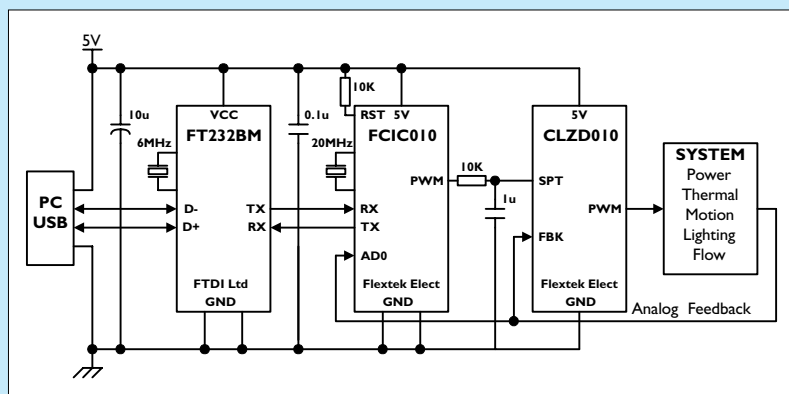 5V
10u
VCC
FT232BM
6MHz
PC
USB
D-
D+
TX
RX
FTDI Ltd
GND
0.1u
10K
RST
5V
FCIC010
20MHz
PWM
RX
TX
AD0
Flextek Elect
GND
10K
1u
5V
CLZD010
SPT
PWM
FBK
Flextek Elect
GND
SYSTEM
Power
Thermal
Motion
Lighting
Flow
Analog Feedback